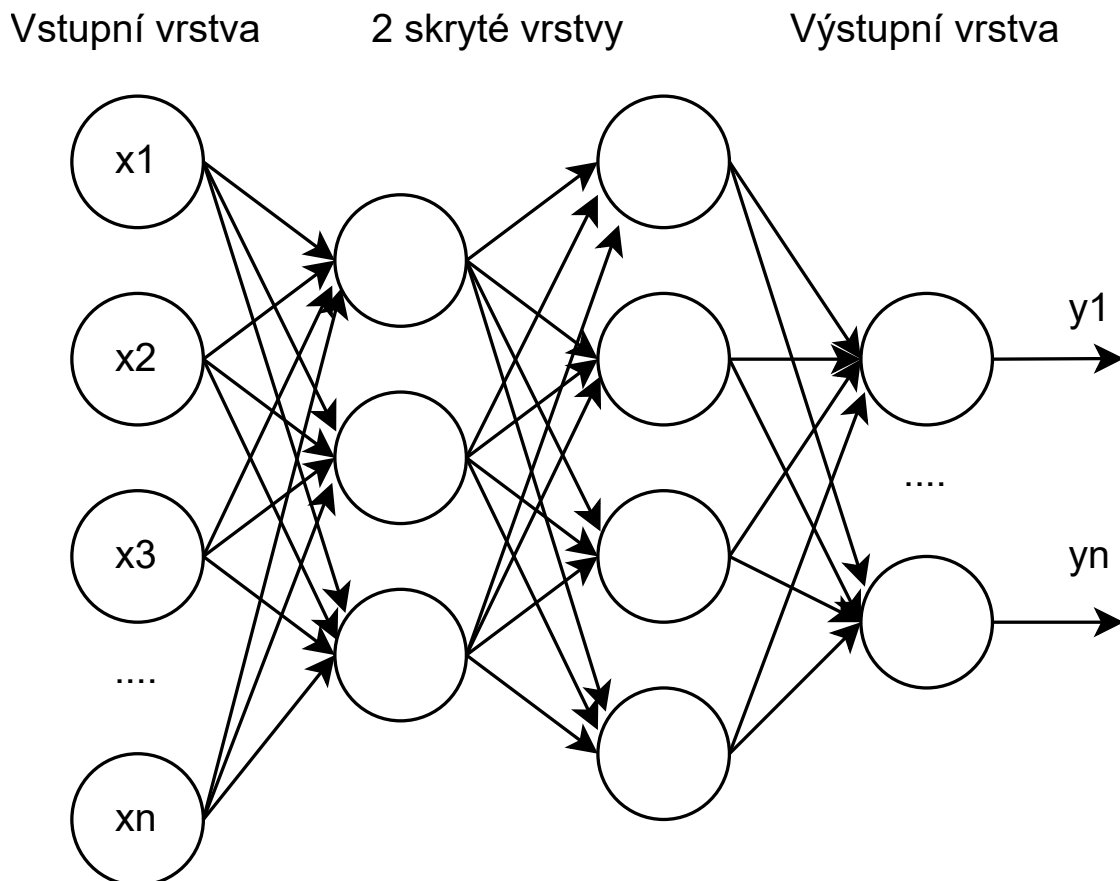 Vstupní vrstva
2 skryté vrstvy
Výstupní vrstva
x1
x2
x3
....
xn
y1
....
yn